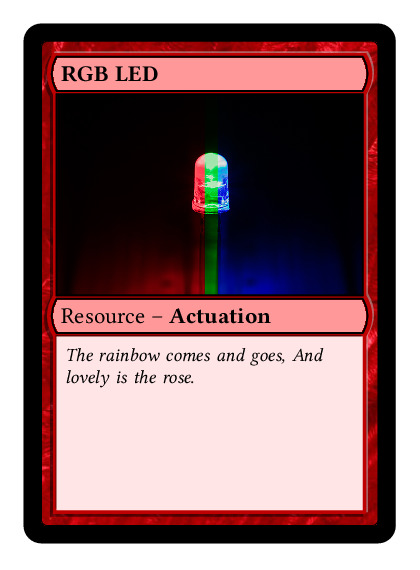 RGB LED
Resource – Actuation
The rainbow comes and goes, And
lovely is the rose.